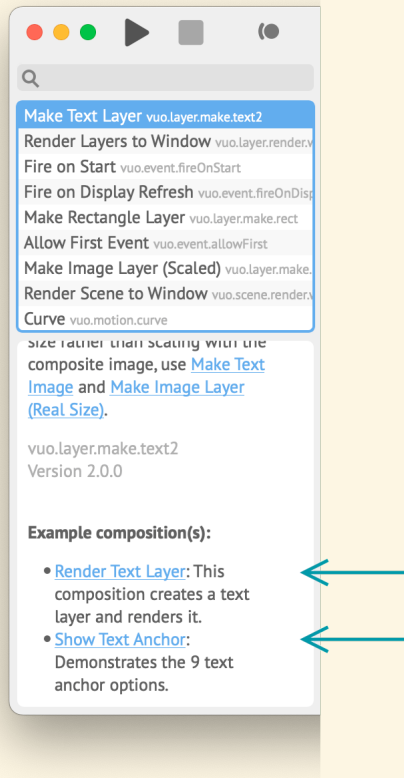 Make Text Layer vuo.layer.make.text2
Render Layers to Window vuo.layer.render.w
Fire on Start vuo.event.fireOnStart
Fire on Display Refresh vuo.event.fireOnDisp
Make Rectangle Layer vuo.layer.make.rect
Allow First Event vuo.event.allowFirst
Make Image Layer (Scaled) vuo.layer.make.
Render Scene to Window vuo.scene.render.w
Curve vuo.motion.curve
size rather than scaling with the
composite image, use Make Text
Image and Make Image Layer
(Real Size).
vuo.layer.make.text2
Version 2.0.0
Example composition(s):
• Render Text Layer: This
composition creates a text
layer and renders it.
• Show Text Anchor:
Demonstrates the 9 text
anchor options.